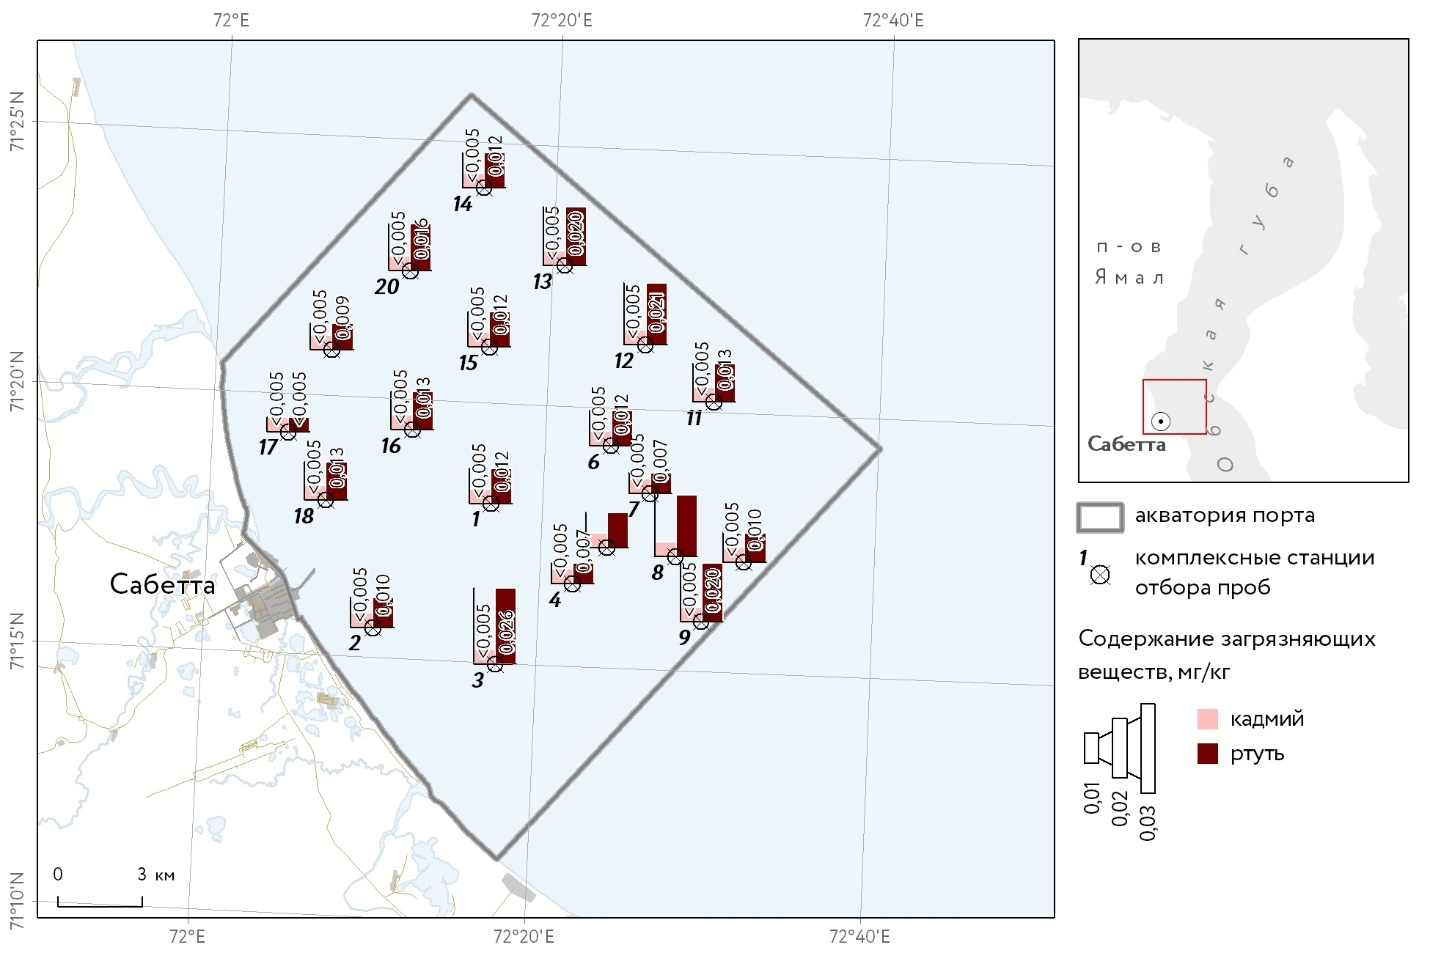 72°E
72°20'E
72°40'E
71°25'N
71°20'N
71°15'N
71°10'N
<0,005
0,012
14
<0,005
0,016
20
<0,005
0,020
13
<0,005
0,009
<0,005
0,012
15
<0,005
0,021
12
<0,005
0,013
11
<0,005
<0,005
17
<0,005
0,013
16
<0,005
0,012
6
<0,005
0,013
18
<0,005
0,012
1
<0,005
0,007
7
8
<0,005
0,010
<0,005
0,007
4
<0,005
0,020
9
<0,005
0,010
2
<0,005
0,026
3
Сабетта
0 3 км
72°E
72°20'E
72°40'E
п-ов
Ямал
Обская губа
Сабетта
акватория порта
1
комплексные станции
отбора проб
Содержание загрязняющих
веществ, мг/кг
кадмий
ртуть
0,01
0,02
0,03